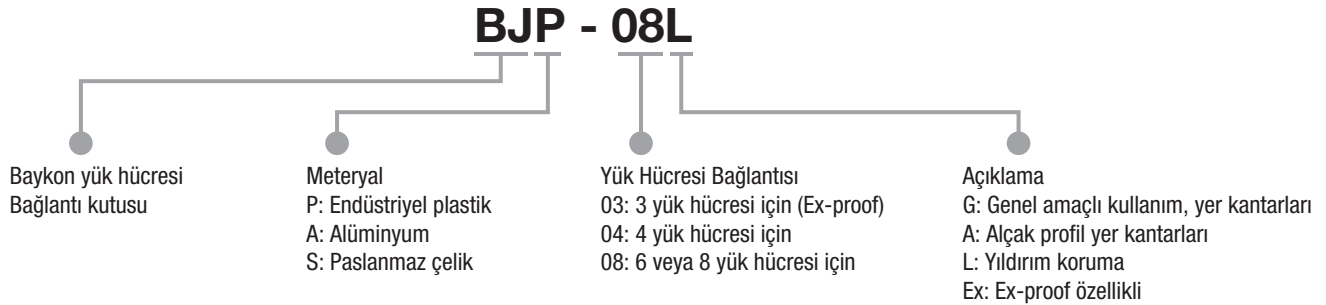 BJP - 08L
Baykon yük hücresi
Bağlantı kutusu
Meteryal
P: Endüstriyel plastik
A: Alüminyum
S: Paslanmaz çelik
Yük Hücresi Bağlantısı
03: 3 yük hücresi için (Ex-proof)
04: 4 yük hücresi için
08: 6 veya 8 yük hücresi için
Açıklama
G: Genel amaçlı kullanım, yer kantarları
A: Alçak profil yer kantarları
L: Yıldırım koruma
Ex: Ex-proof özellikli